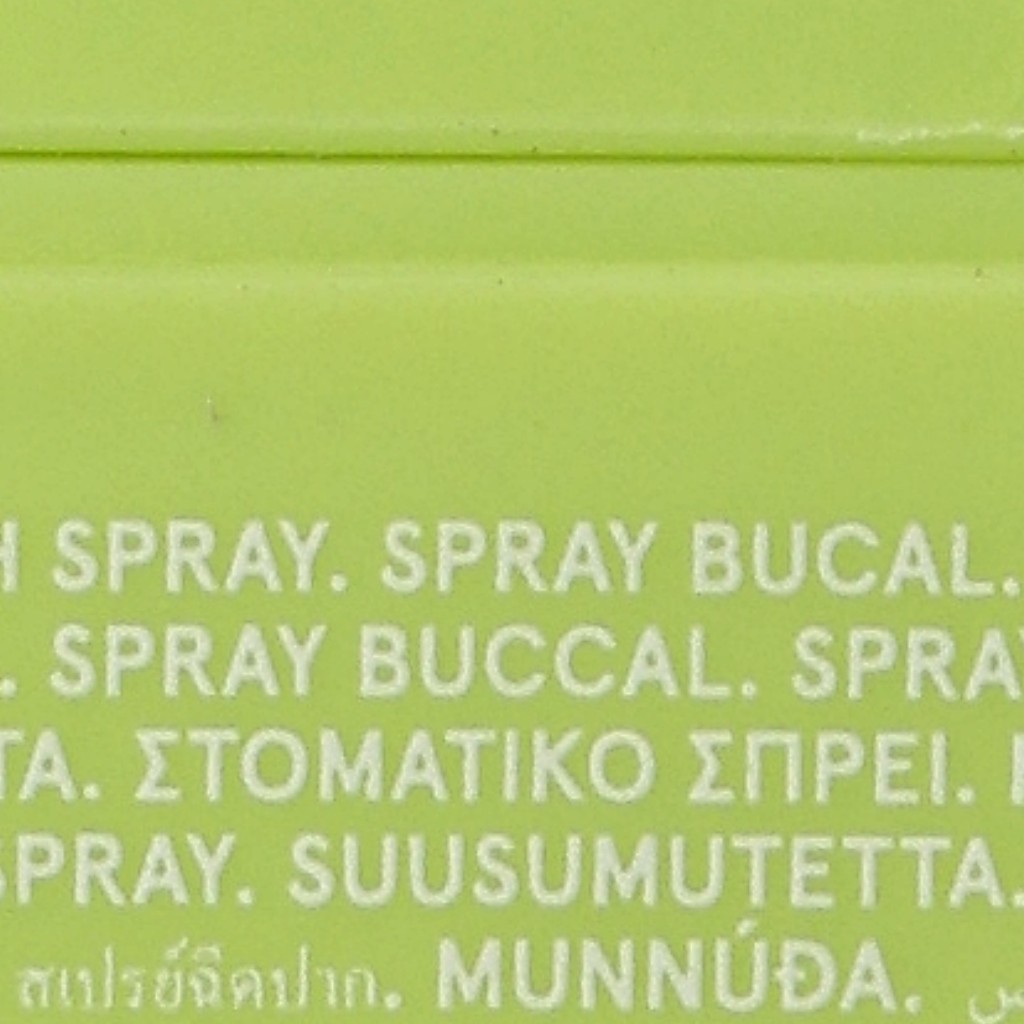 H SPRAY. SPRAY BUCAL.
. SPRAY BUCCAL. SPRAY
TA. ΣΤΟΜΑΤΙΚΟ ΣΠΡΕΙ.
SPRAY. SUUSUMUTETTA.
สเปรย์ฉีดปาก. MUNNÚÐA.